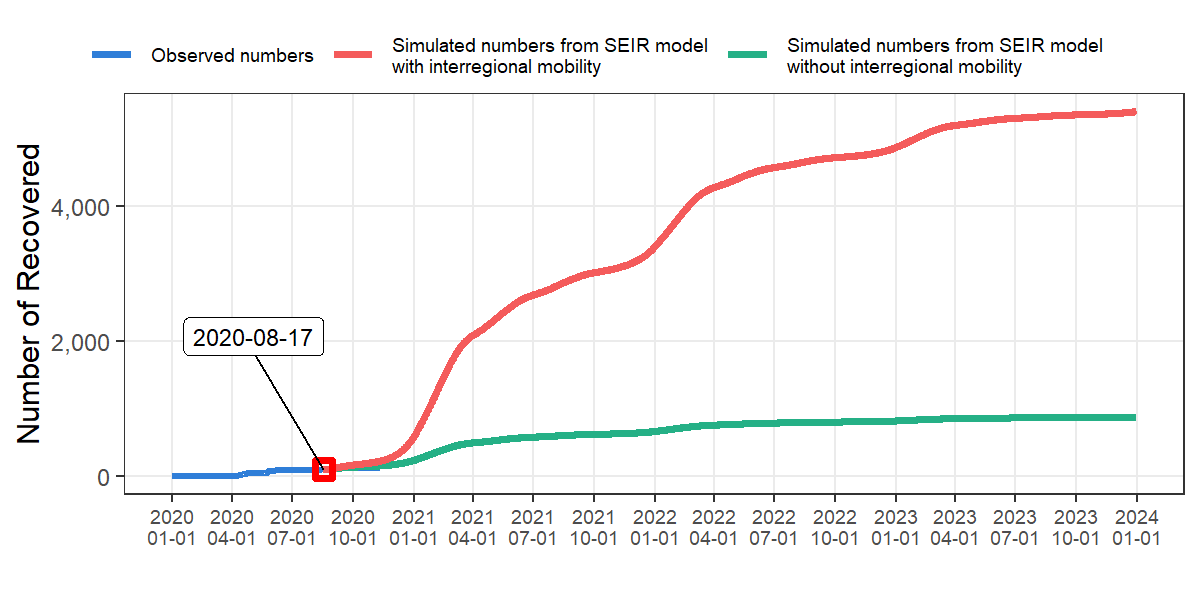 Observed numbers
Simulated numbers from SEIR model
with interregional mobility
Simulated numbers from SEIR model
without interregional mobility
Number of Recovered
4,000
2,000
0
2020-08-17
2020 2020 2020 2020 2021 2021 2021 2021 2022 2022 2022 2022 2023 2023 2023 2023 2024
01-01 04-01 07-01 10-01 01-01 04-01 07-01 10-01 01-01 04-01 07-01 10-01 01-01 04-01 07-01 10-01 01-01